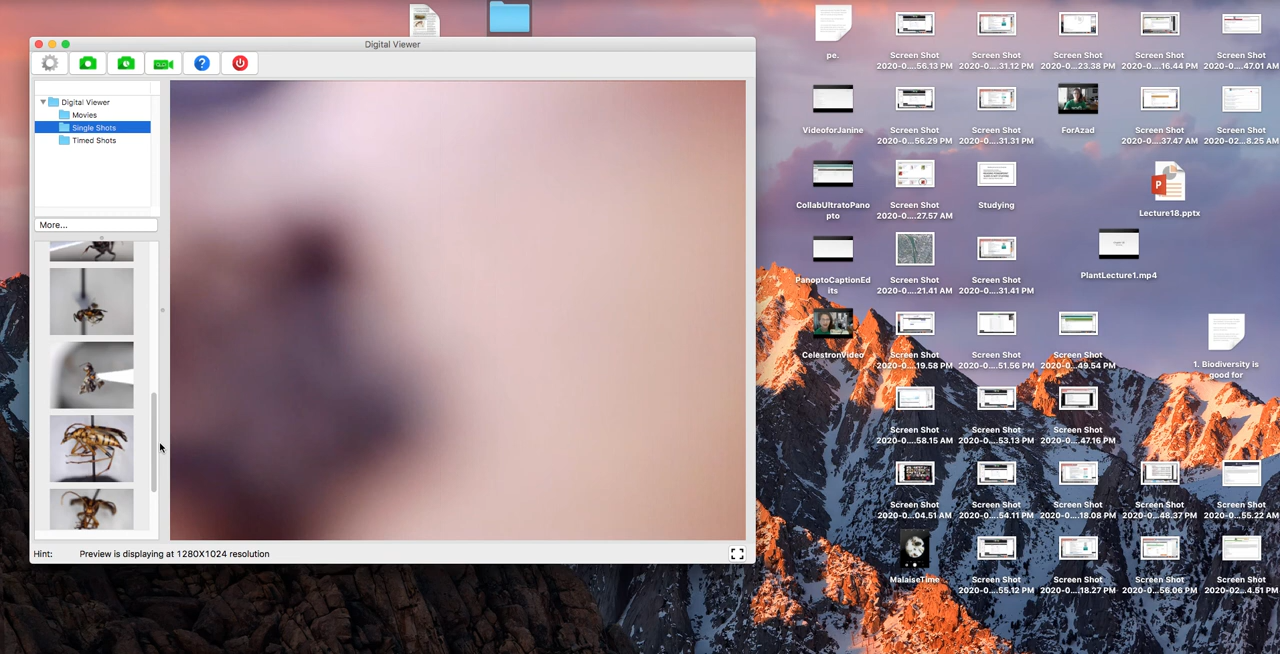 Digital Viewer
Digital Viewer
Movies
Single Shots
Timed Shots
More...
Hint: Preview is displaying at 1280X1024 resolution
pe.
Screen Shot
2020-0....56.13 PM
Screen Shot
2020-0....31.12 PM
Screen Shot
2020-0....23.38 PM
Screen Shot
2020-0....16.44 PM
Screen Shot
2020-0....47.01 AM
VideoforJanine
Screen Shot
2020-0....56.29 PM
Screen Shot
2020-0....31.31 PM
ForAzad
Screen Shot
2020-0....37.47 AM
Screen Shot
2020-02...8.25 AM
CollabUltratoPano
pto
Screen Shot
2020-0....27.57 AM
Studying
P
Lecture18.pptx
PanoptoCaptionEd
its
Screen Shot
2020-0....21.41 AM
Screen Shot
2020-0....31.41 PM
PlantLecture1.mp4
CelestronVideo
Screen Shot
2020-0....19.58 PM
Screen Shot
2020-0....51.56 PM
Screen Shot
2020-0....49.54 PM
1. Biodiversity is
good for
Screen Shot
2020-0....58.15 AM
Screen Shot
2020-0....53.13 PM
Screen Shot
2020-0....47.16 PM
Screen Shot
2020-0....04.51 AM
Screen Shot
2020-0....54.11 PM
Screen Shot
2020-0....18.08 PM
Screen Shot
2020-0....48.37 PM
Screen Shot
2020-0....55.22 AM
MalaiseTime
Screen Shot
2020-0....55.12 PM
Screen Shot
2020-0....18.27 PM
Screen Shot
2020-0....56.06 PM
Screen Shot
2020-02...4.51 PM